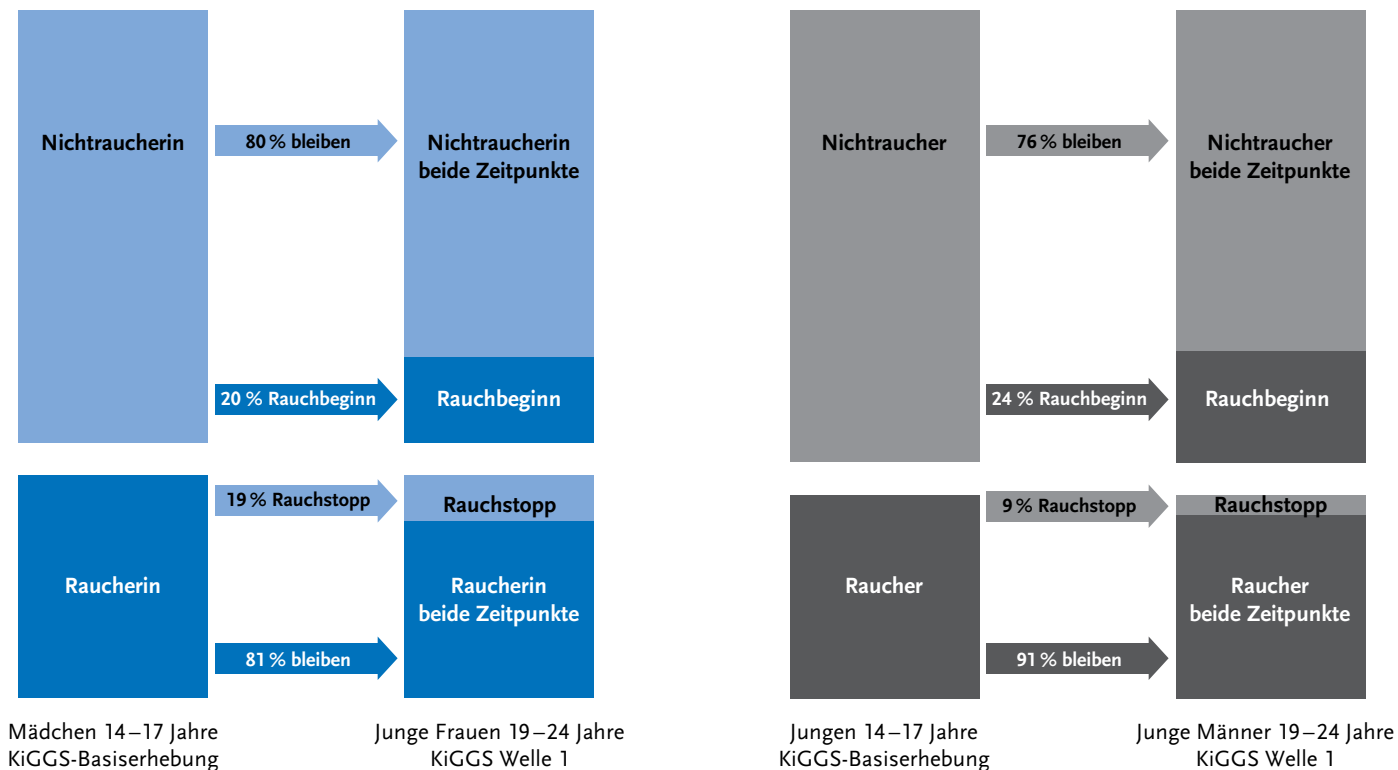 Nichtraucherin
80 % bleiben
Nichtraucherin
beide Zeitpunkte
20 % Rauchbeginn
Rauchbeginn
19 % Rauchstopp
Rauchstopp
Raucherin
Raucherin
beide Zeitpunkte
81 % bleiben
Mädchen 14–17 Jahre
KiGGS-Basiserhebung
Junge Frauen 19–24 Jahre
KiGGS Welle 1
Nichtraucher
76 % bleiben
Nichtraucher
beide Zeitpunkte
24 % Rauchbeginn
Rauchbeginn
9 % Rauchstopp
Rauchstopp
Raucher
Raucher
beide Zeitpunkte
91 % bleiben
Jungen 14–17 Jahre
KiGGS-Basiserhebung
Junge Männer 19–24 Jahre
KiGGS Welle 1